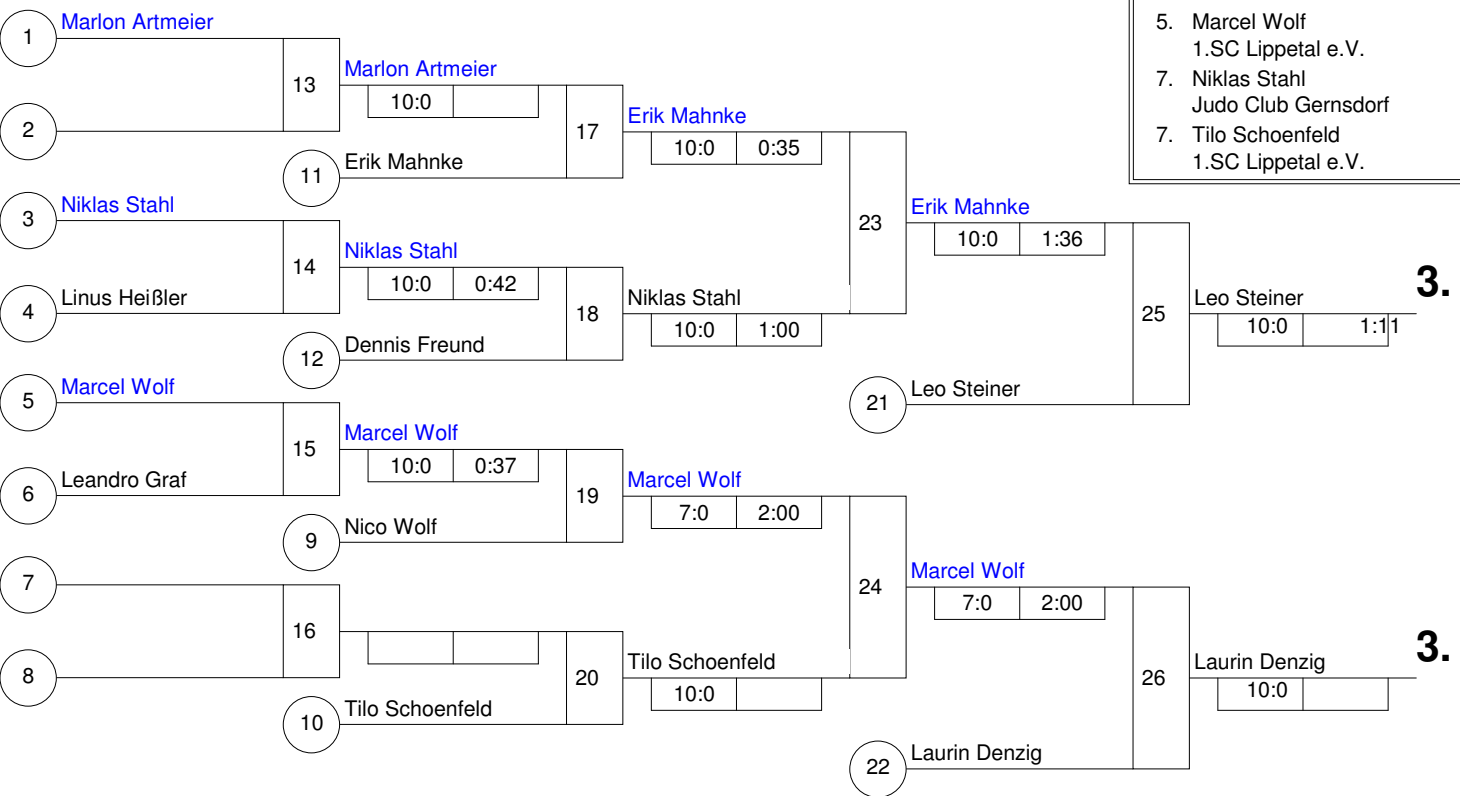 1 Marlon Artmeier
2
13
Marlon Artmeier
10:0
11 Erik Mahnke
17
Erik Mahnke
10:0 0:35
3 Niklas Stahl
4 Linus Heißler
14
Niklas Stahl
10:0 0:42
12 Dennis Freund
18
Niklas Stahl
10:0 1:00
23
Erik Mahnke
10:0 1:36
21 Leo Steiner
25
Leo Steiner
10:0 1:11
3.
5 Marcel Wolf
6 Leandro Graf
15
Marcel Wolf
10:0 0:37
9 Nico Wolf
19
Marcel Wolf
7:0 2:00
7
8
16
10 Tilo Schoenfeld
20
Tilo Schoenfeld
10:0
24
Marcel Wolf
7:0 2:00
22 Laurin Denzig
26
Laurin Denzig
10:0
3.
5. Marcel Wolf
1.SC Lippetal e.V.
7. Niklas Stahl
Judo Club Gernsdorf
7. Tilo Schoenfeld
1.SC Lippetal e.V.